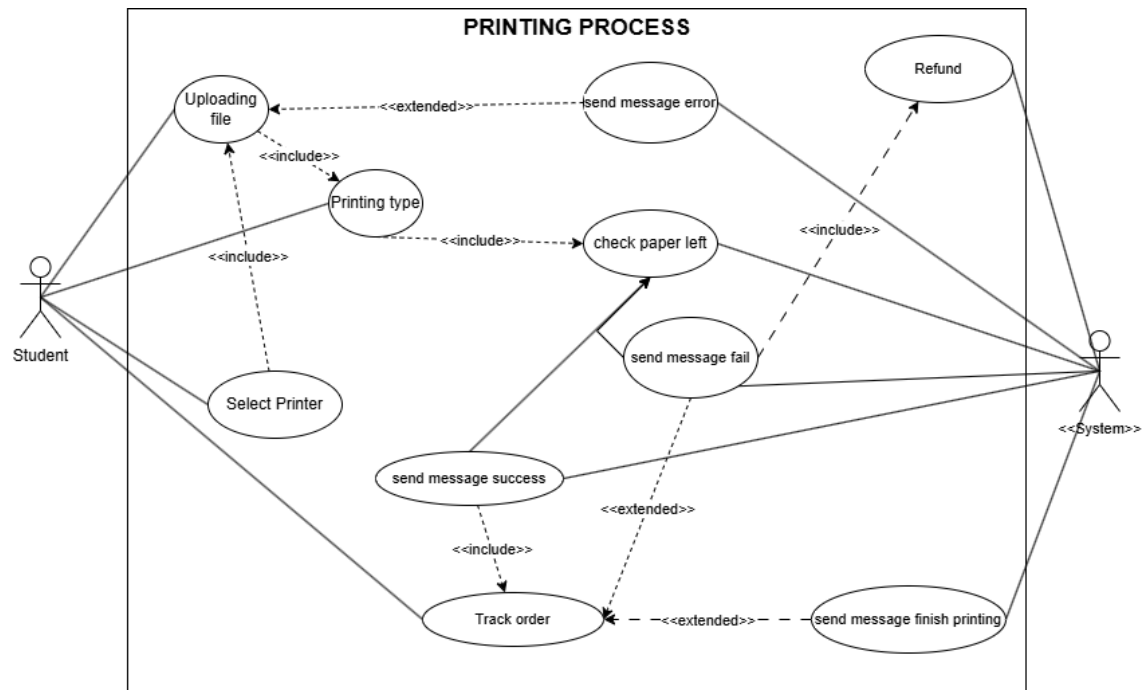 PRINTING PROCESS
Refund
Uploading
file
<<extended>>
send message error
<<include>>
Printing type
<<include>>
check paper left
<<include>>
<<include>>
Student
send message fail
Select Printer
<<System>>
send message success
<<extended>>
<<include>>
Track order
<<extended>>
send message finish printing